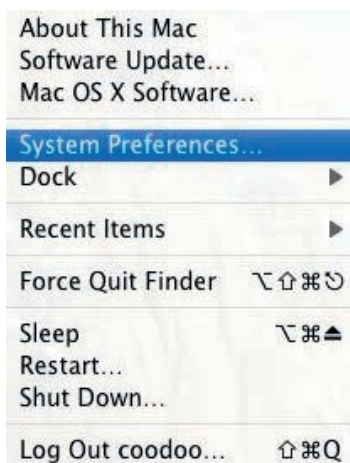 About This Mac
Software Update...
Mac OS X Software...
System Preferences...
Dock ▶
Recent Items ▶
Force Quit Finder ⌥⇧⌘⎋
Sleep ⌥⌘⏏
Restart...
Shut Down...
Log Out coodoo... ⇧⌘Q